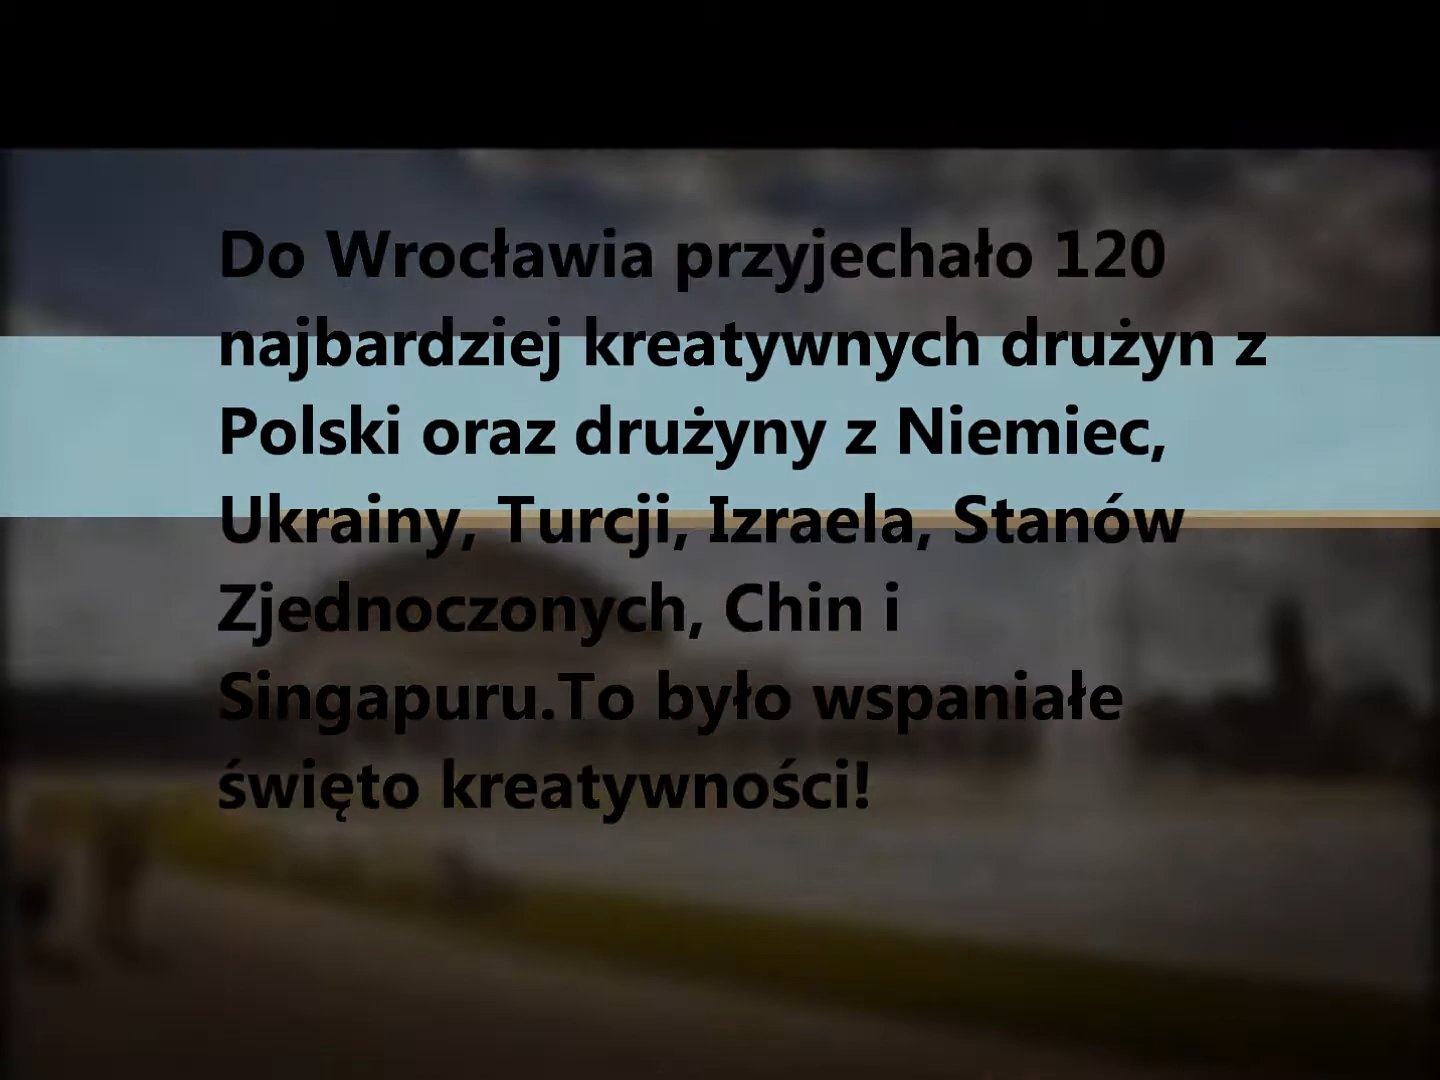 Do Wrocławia przyjechało 120
najbardziej kreatywnych drużyn z
Polski oraz drużyny z Niemiec,
Ukrainy, Turcji, Izraela, Stanów
Zjednoczonych, Chin i
Singapuru.To było wspaniałe
święto kreatywności!